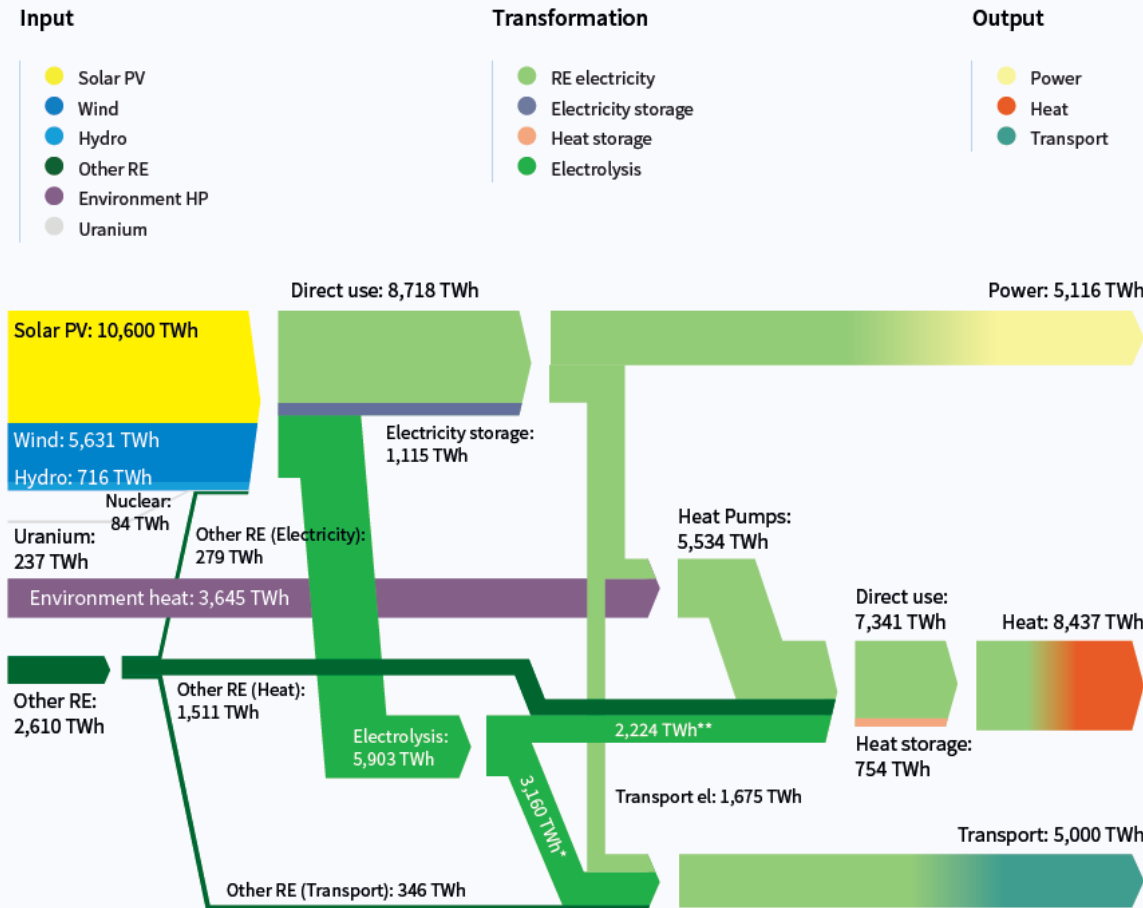 Input
Transformation
Output
Solar PV
Wind
Hydro
Other RE
Environment HP
Uranium
RE electricity
Electricity storage
Heat storage
Electrolysis
Power
Heat
Transport
Direct use: 8,718 TWh
Power: 5,116 TWh
Solar PV: 10,600 TWh
Wind: 5,631 TWh
Hydro: 716 TWh
Electricity storage:
1,115 TWh
Nuclear:
84 TWh
Uranium:
237 TWh
Other RE (Electricity):
279 TWh
Heat Pumps:
5,534 TWh
Environment heat: 3,645 TWh
Direct use:
7,341 TWh
Heat: 8,437 TWh
Other RE:
2,610 TWh
Other RE (Heat):
1,511 TWh
Electrolysis:
5,903 TWh
2,224 TWh**
Heat storage:
754 TWh
3,160 TWh*
Transport el: 1,675 TWh
Transport: 5,000 TWh
Other RE (Transport): 346 TWh